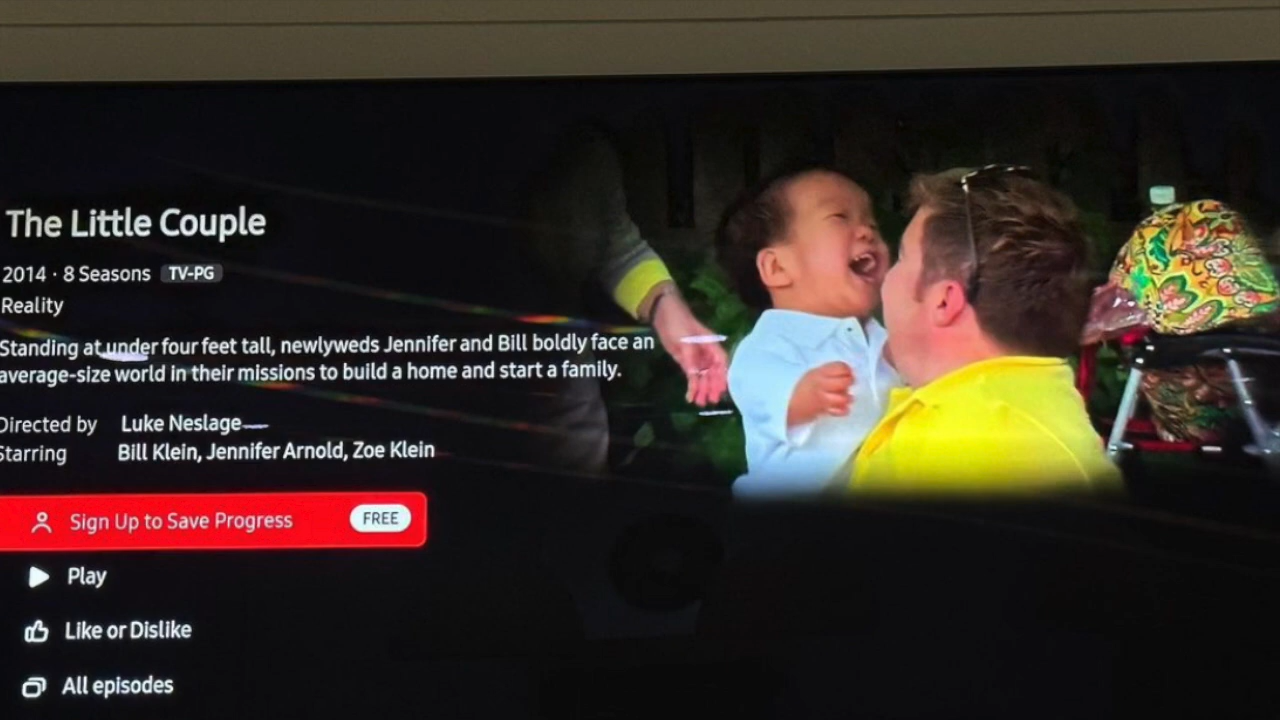 The Little Couple
2014 · 8 Seasons TV-PG
Reality
Standing at under four feet tall, newlyweds Jennifer and Bill boldly face an
average-size world in their missions to build a home and start a family.
Directed by Luke Neslage
Starring Bill Klein, Jennifer Arnold, Zoe Klein
Sign Up to Save Progress FREE
Play
Like or Dislike
All episodes